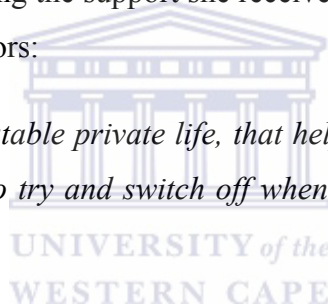 ng the support she receive
ors:
table private life, that hel
o try and switch off when
UNIVERSITY of the
WESTERN CAPE